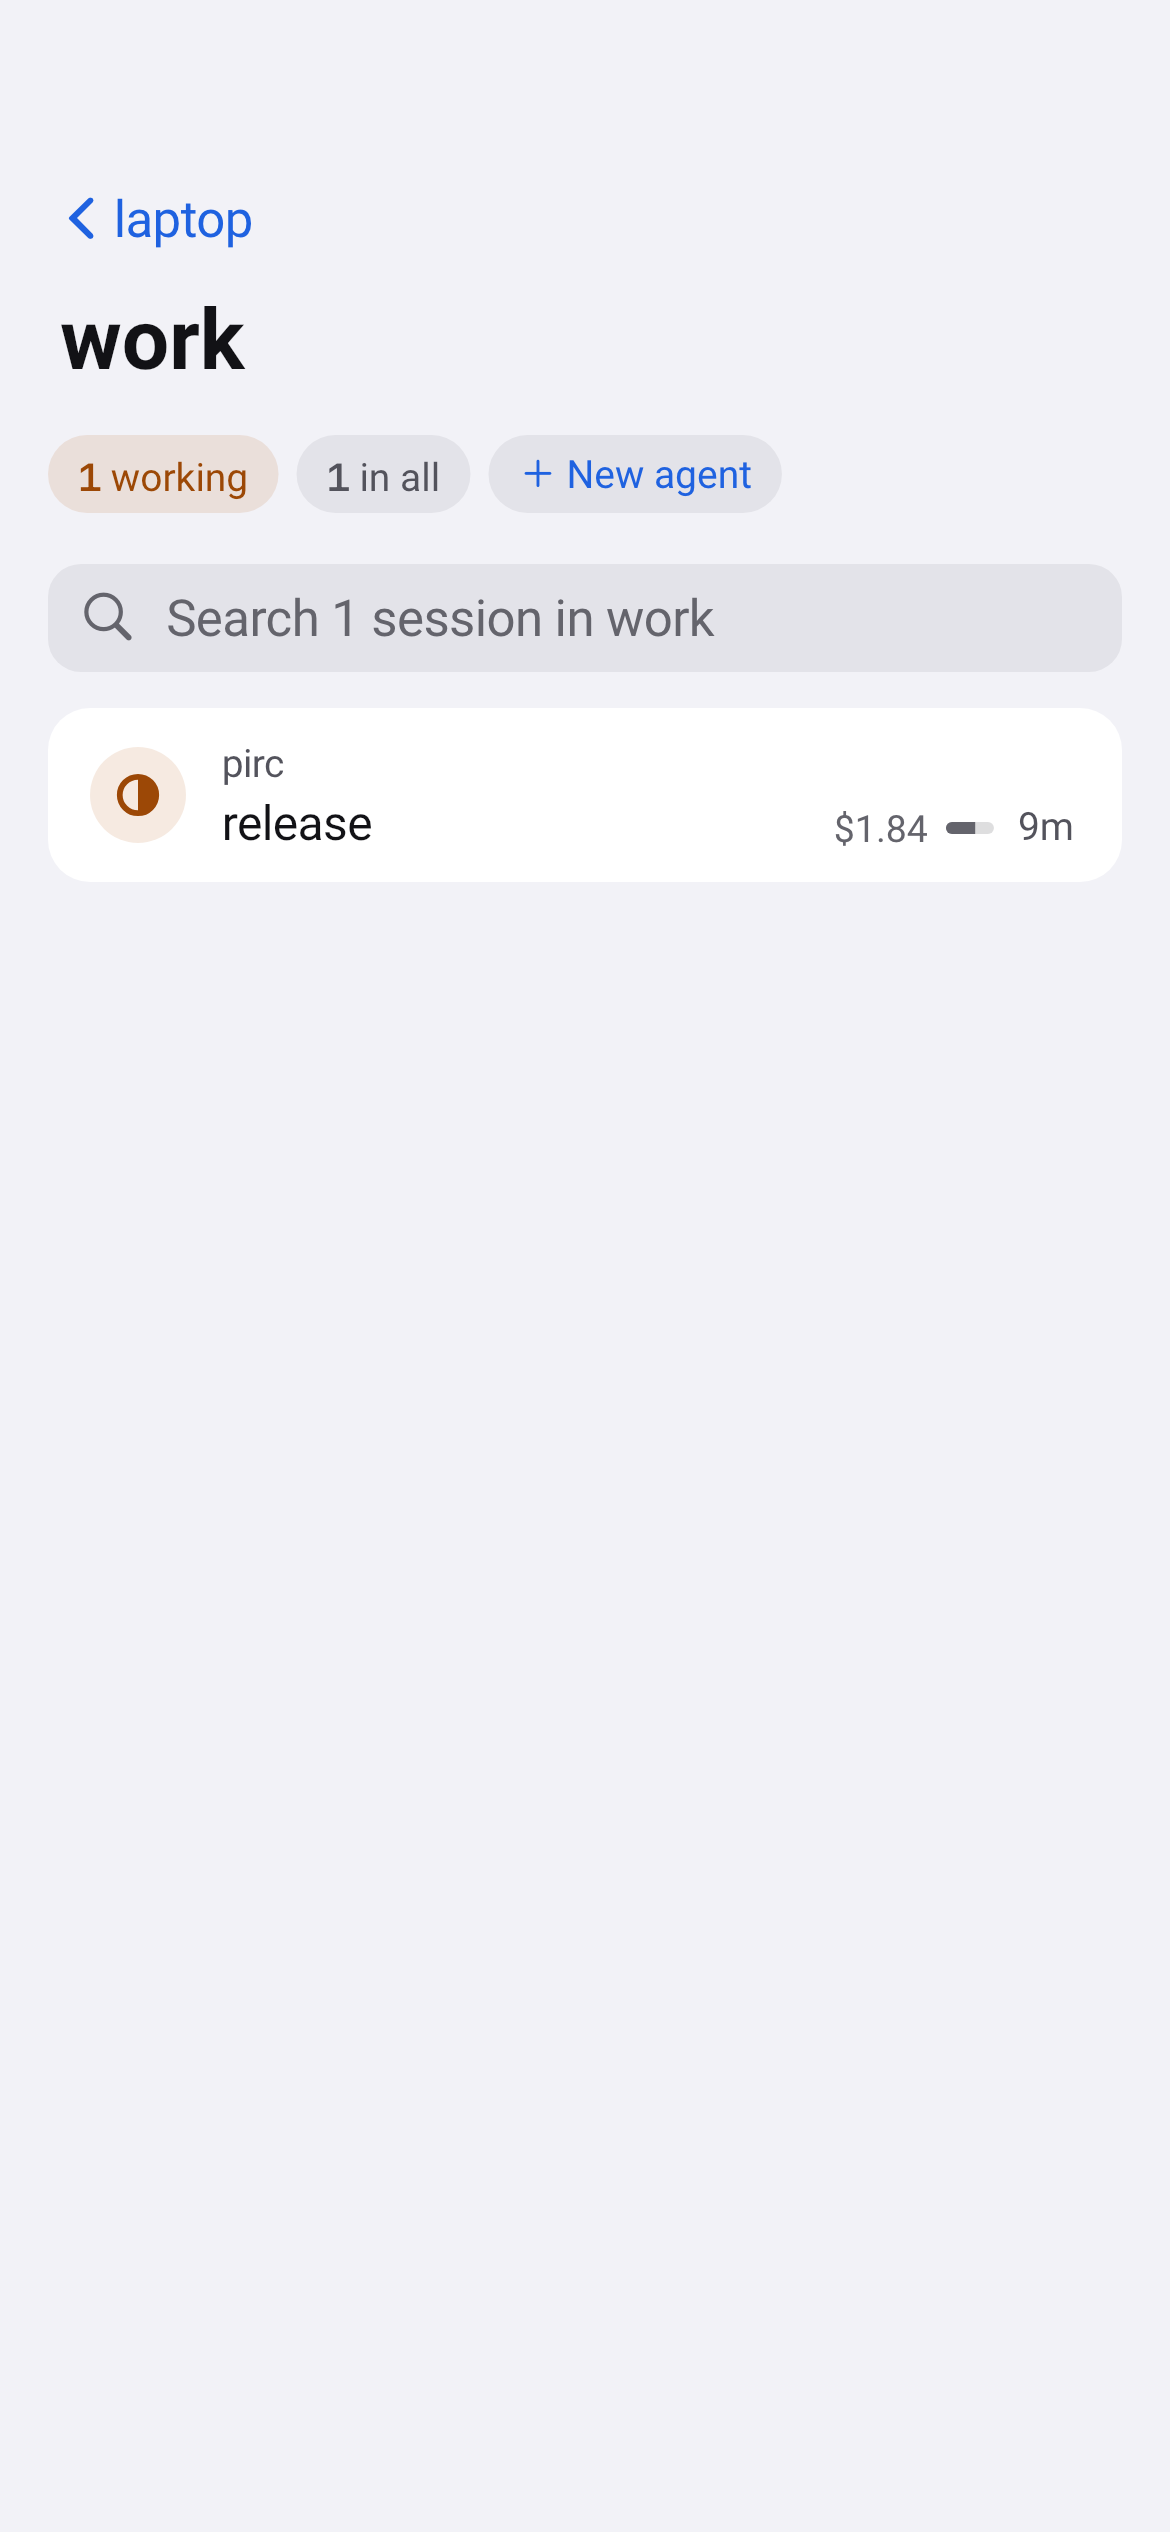 laptop
work
1 working
1 in all
+ New agent
Search 1 session in work
pirc
release
$1.84
9m